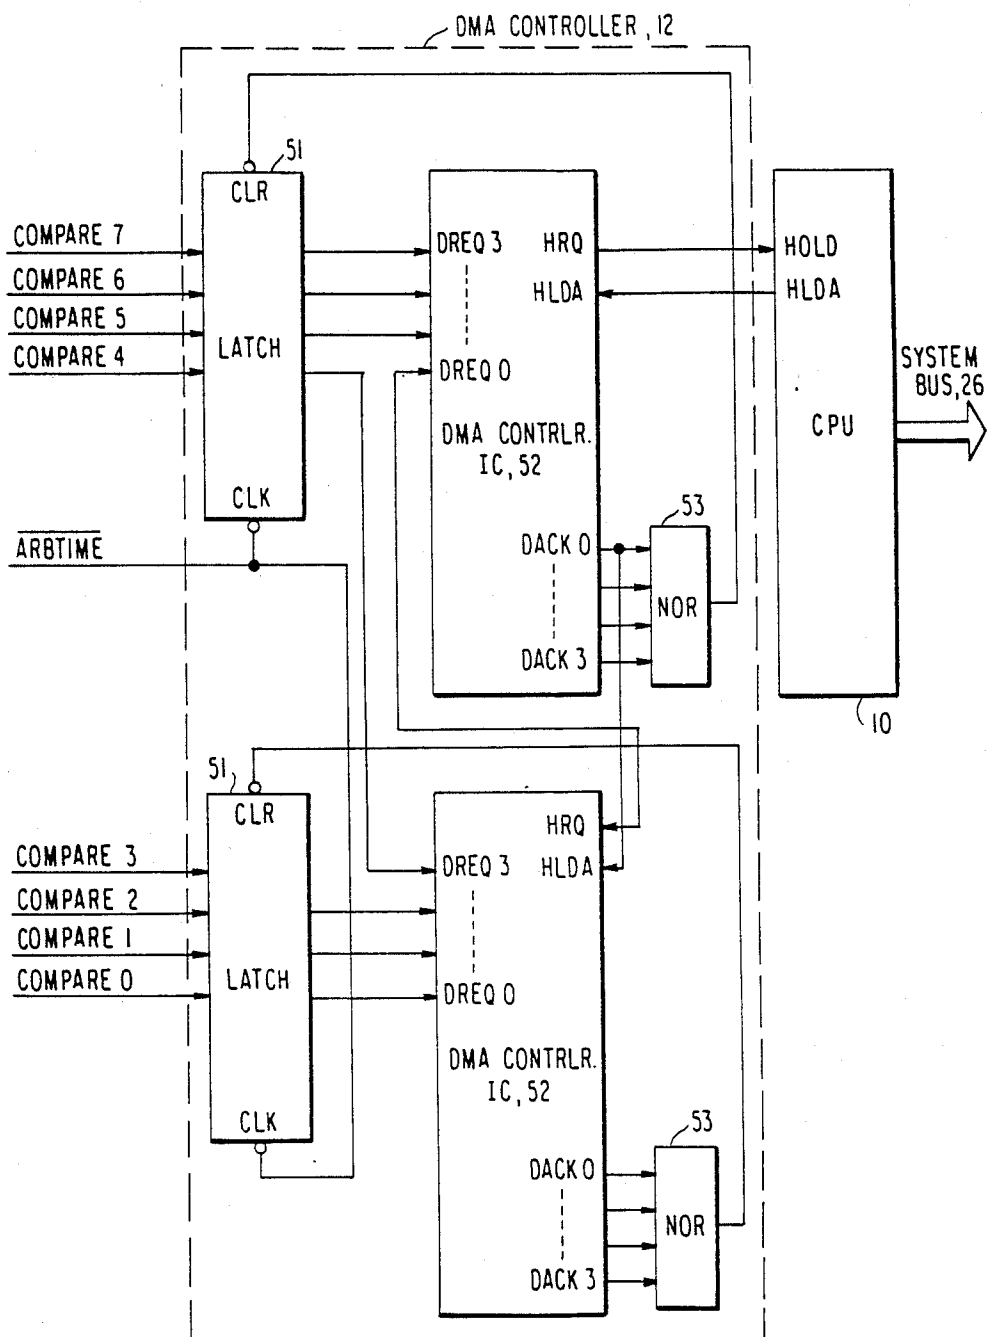 DMA CONTROLLER, 12
51
CLR
COMPARE 7
COMPARE 6
COMPARE 5
COMPARE 4
LATCH
CLK
ARBTIME
DREQ 3
DREQ 0
HRQ
HLDA
DMA CONTRLR.
IC, 52
DACK 0
DACK 3
53
NOR
HOLD
HLDA
CPU
10
SYSTEM
BUS, 26
51
CLR
COMPARE 3
COMPARE 2
COMPARE 1
COMPARE 0
LATCH
CLK
HRQ
DREQ 3
HLDA
DREQ 0
DMA CONTRLR.
IC, 52
DACK 0
DACK 3
53
NOR